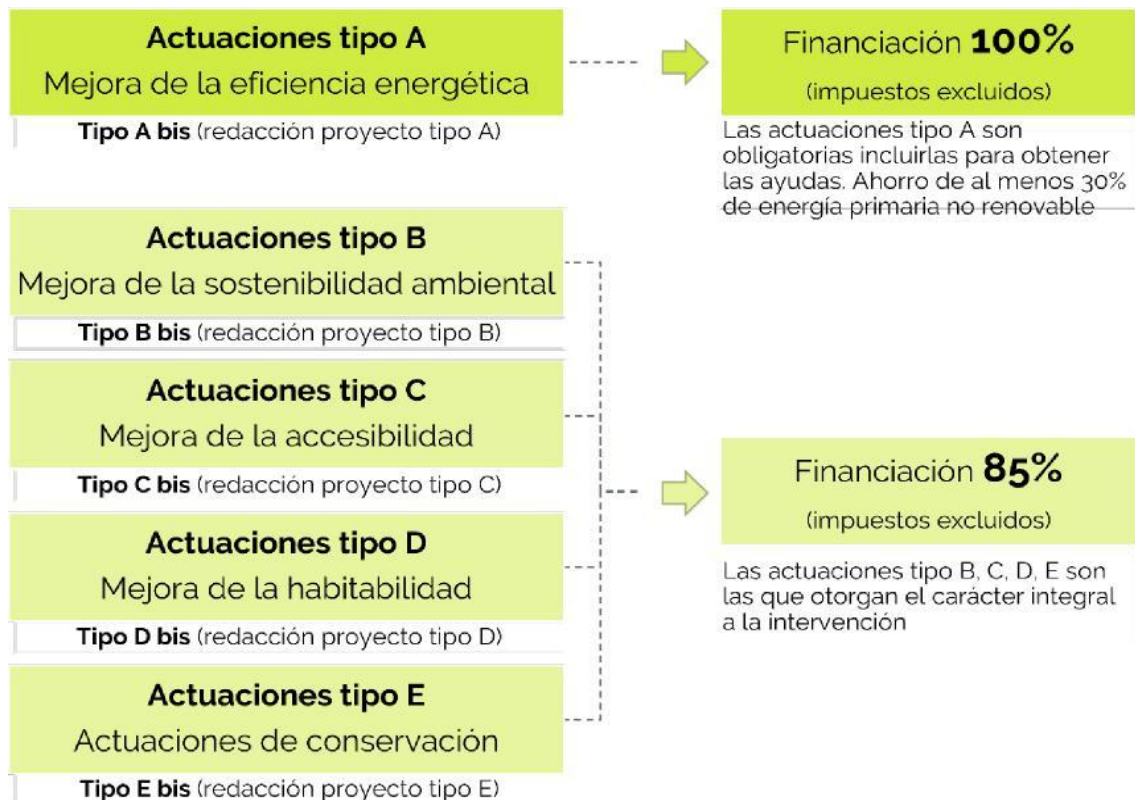 Actuaciones tipo A
Mejora de la eficiencia energética
Tipo A bis (redacción proyecto tipo A)
Financiación 100%
(impuestos excluidos)
Las actuaciones tipo A son
obligatorias incluirlas para obtener
las ayudas. Ahorro de al menos 30%
de energía primaria no renovable
Actuaciones tipo B
Mejora de la sostenibilidad ambiental
Tipo B bis (redacción proyecto tipo B)
Actuaciones tipo C
Mejora de la accesibilidad
Tipo C bis (redacción proyecto tipo C)
Actuaciones tipo D
Mejora de la habitabilidad
Tipo D bis (redacción proyecto tipo D)
Actuaciones tipo E
Actuaciones de conservación
Tipo E bis (redacción proyecto tipo E)
Financiación 85%
(impuestos excluidos)
Las actuaciones tipo B, C, D, E son
las que otorgan el carácter integral
a la intervención